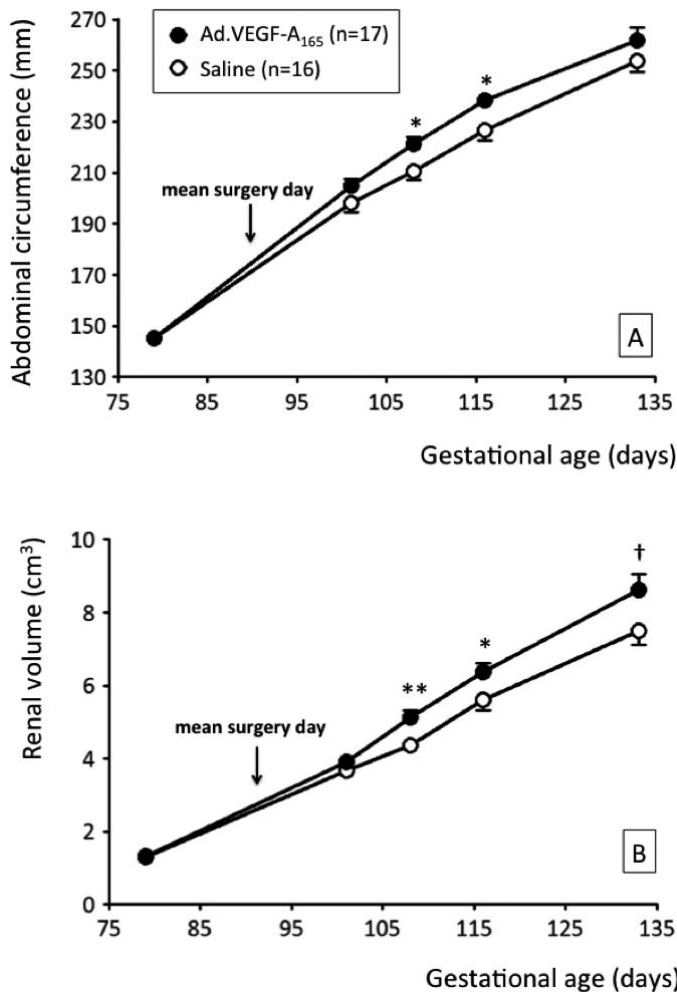 Abdominal circumference (mm)
270
250
230
210
190
170
150
130
Ad.VEGF-A₁₆₅ (n=17)
Saline (n=16)
*
*
mean surgery day
A
75 85 95 105 115 125 135
Gestational age (days)
Renal volume (cm³)
10
8
6
4
2
0
†
*
**
mean surgery day
B
75 85 95 105 115 125 135
Gestational age (days)